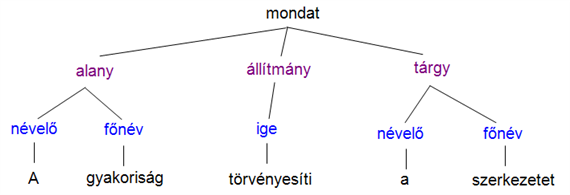 mondat
alany állítmány tárgy
névelő főnév ige névelő főnév
A gyakoriság törvényesíti a szerkezetet